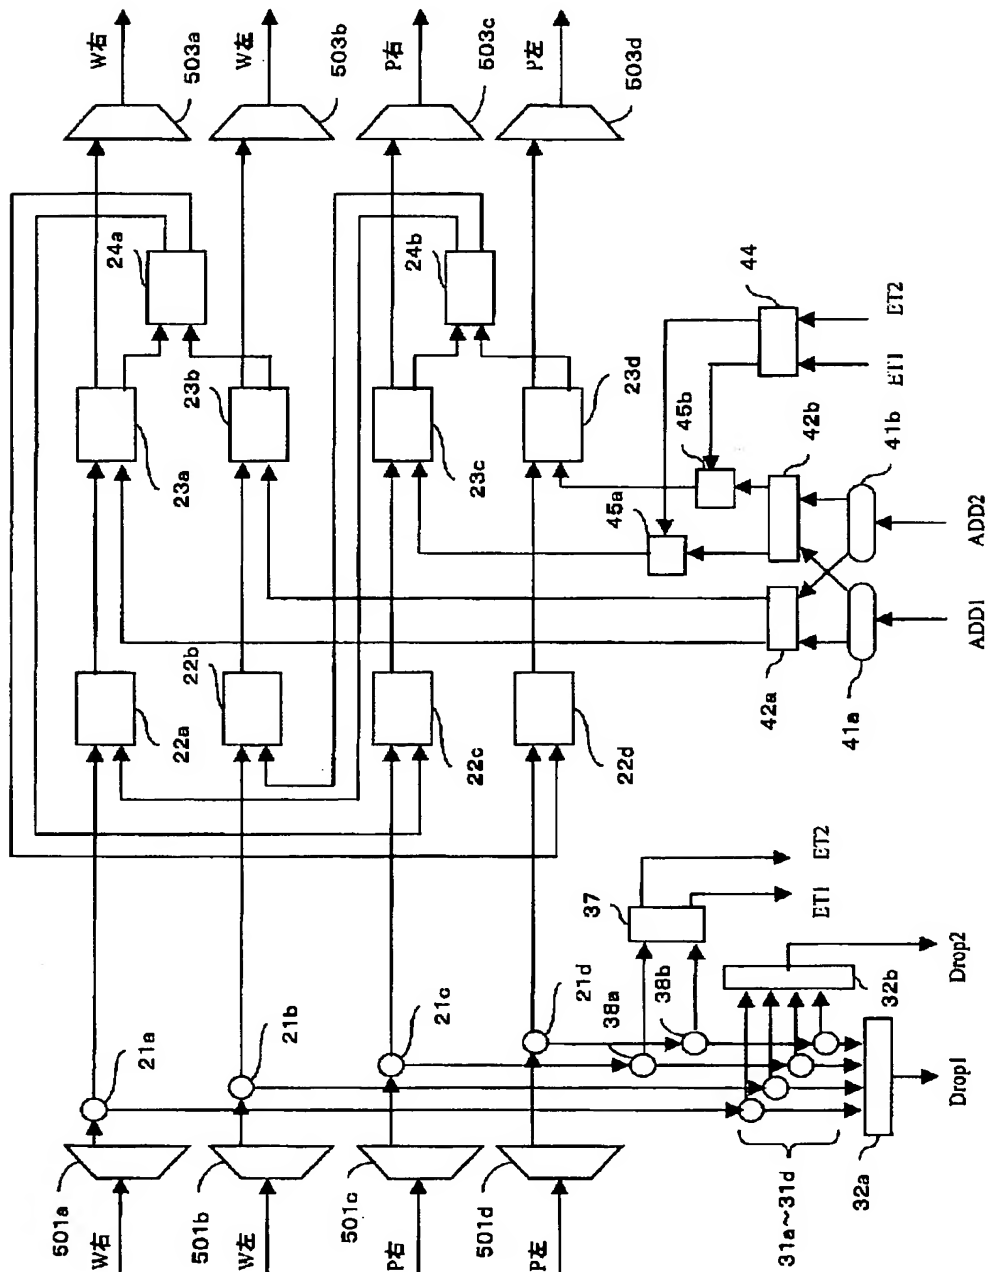 W右
503a
W左
503b
P右
503c
P左
503d
24a
24b
23a
23b
23c
23d
44
ET2
ET1
45b
45a
42b
41b
ADD2
22a
22b
22c
22d
42a
41a
ADD1
37
ET2
ET1
21a
21b
21c
21d
38a
38b
32b
Drop2
Drop1
31a~31d
32a
501a
W右
501b
W左
501c
P右
501d
P左